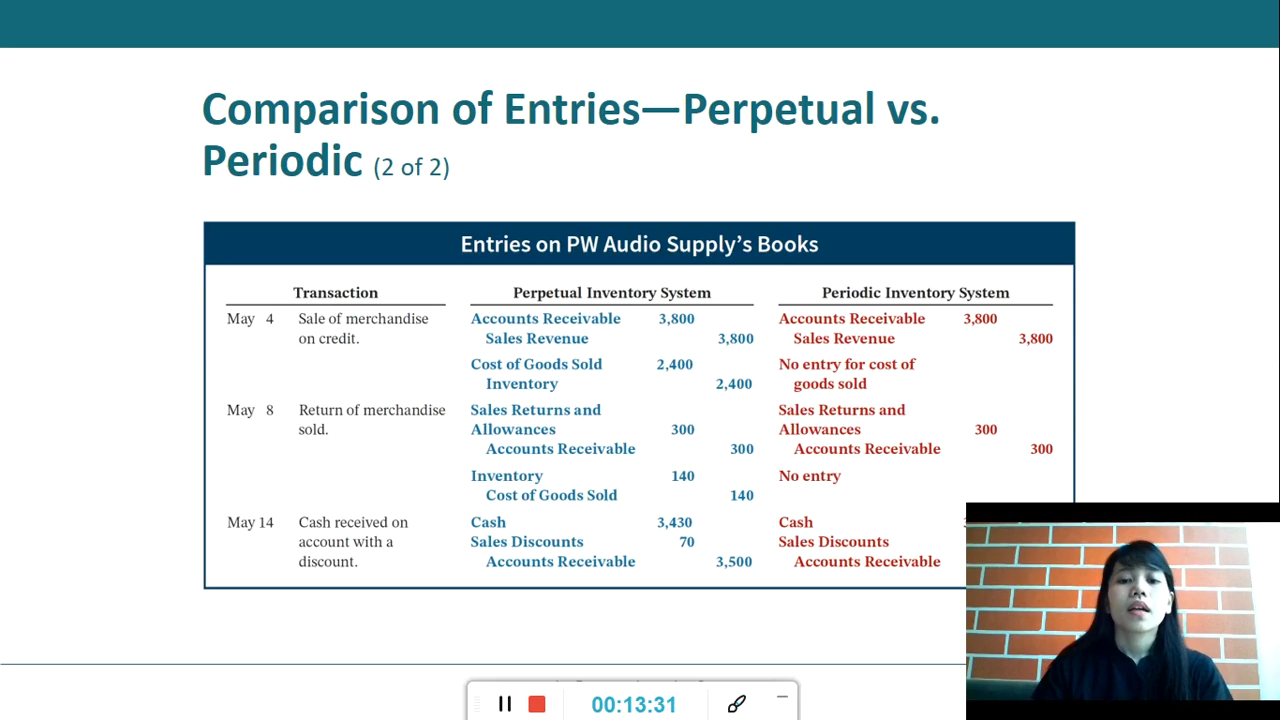 Comparison of Entries—Perpetual vs.
Periodic (2 of 2)
Entries on PW Audio Supply's Books
Transaction Perpetual Inventory System Periodic Inventory System
May 4 Sale of merchandise Accounts Receivable 3,800 Accounts Receivable 3,800
on credit. Sales Revenue 3,800 Sales Revenue 3,800
Cost of Goods Sold 2,400 No entry for cost of
Inventory 2,400 goods sold
May 8 Return of merchandise Sales Returns and Sales Returns and
sold. Allowances 300 Allowances 300
Accounts Receivable 300 Accounts Receivable 300
Inventory 140 No entry
Cost of Goods Sold 140
May 14 Cash received on Cash 3,430 Cash
account with a Sales Discounts 70 Sales Discounts
discount. Accounts Receivable 3,500 Accounts Receivable
00:13:31